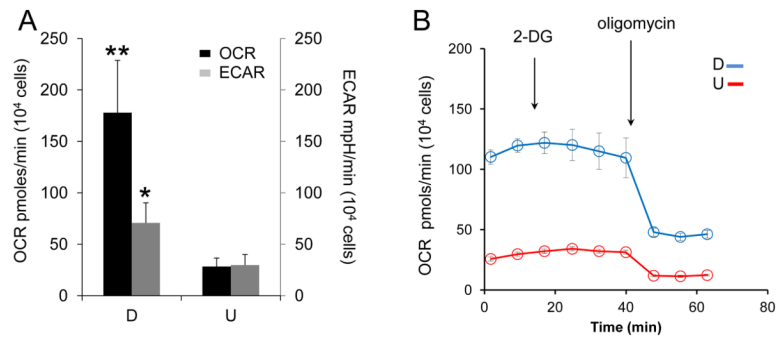 A
OCR pmoles/min (10⁴ cells)
250
200
150
100
50
0
**
*
OCR
ECAR
D
U
250
200
150
100
50
0
ECAR mpH/min (10⁴ cells)
B
2-DG
oligomycin
D
U
OCR pmols/min (10⁴ cells)
200
150
100
50
0
0
20
40
60
80
Time (min)